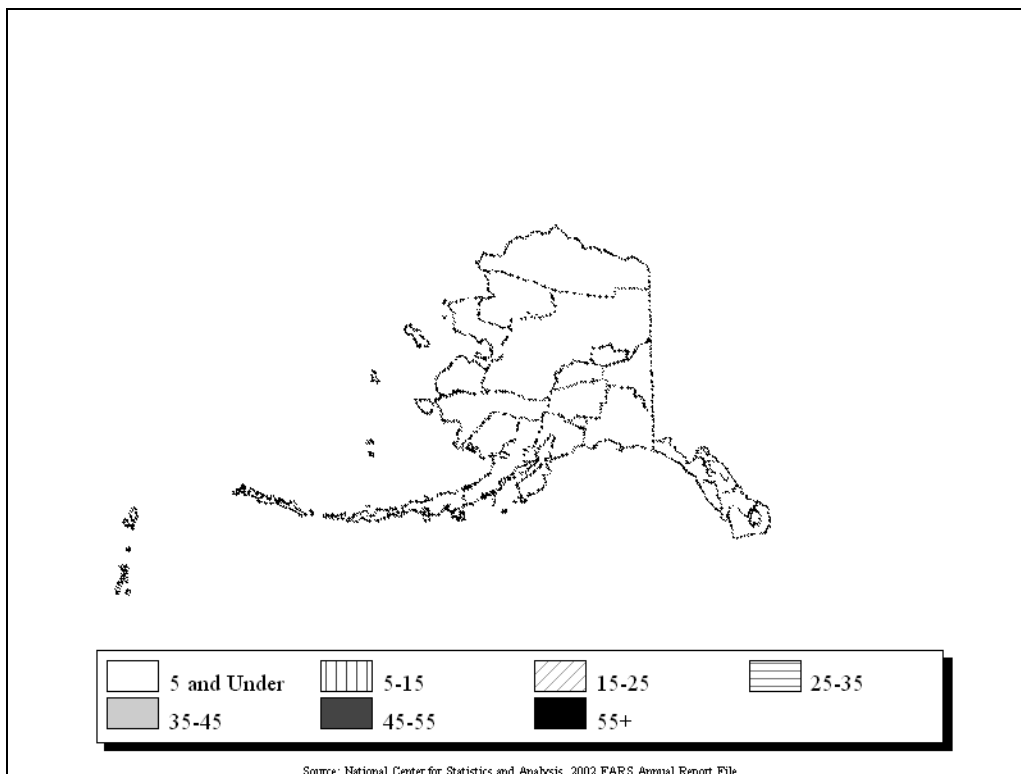 5 and Under 5-15 15-25 25-35
35-45 45-55 55+
Source: National Center for Statistics and Analysis, 2002 FARS Annual Report File